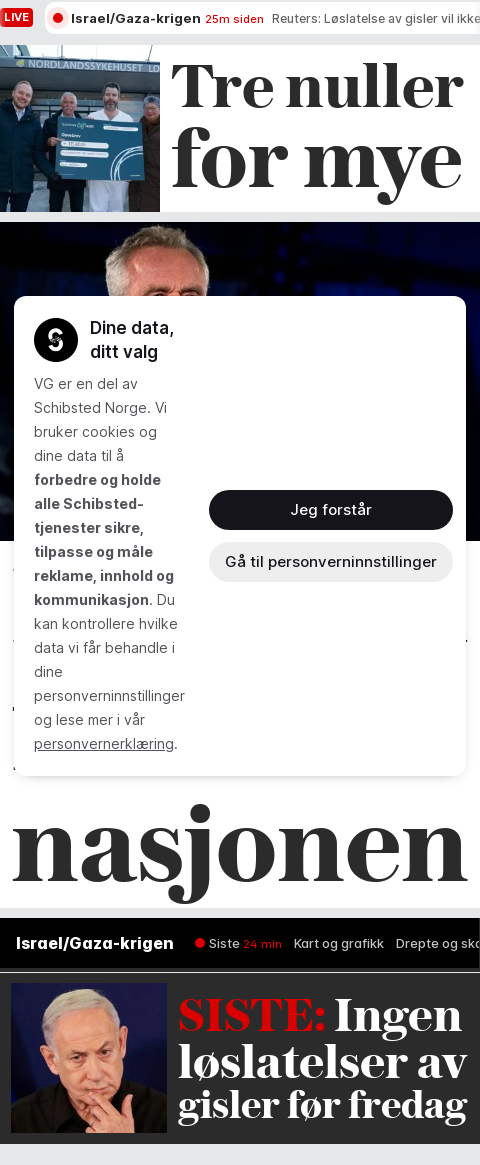 LIVE
Israel/Gaza-krigen 25m siden Reuters: Løslatelse av gisler vil ikke
NORDLANDSSYKEHUSET
Tre nuller
for mye
Dine data,
ditt valg
VG er en del av
Schibsted Norge. Vi
bruker cookies og
dine data til å
forbedre og holde
alle Schibsted-
tjenester sikre,
tilpasse og måle
reklame, innhold og
kommunikasjon. Du
kan kontrollere hvilke
data vi får behandle i
dine
personverninnstillinger
og lese mer i vår
personvernerklæring.
Jeg forstår
Gå til personverninnstillinger
nasjonen
Israel/Gaza-krigen Siste 24 min Kart og grafikk Drepte og ska
SISTE: Ingen
løslatelser av
gisler før fredag